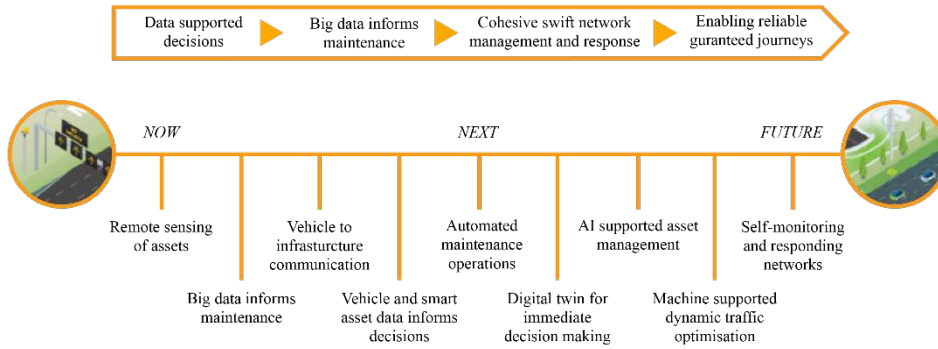 Data supported
decisions
Big data informs
maintenance
Cohesive swift network
management and response
Enabling reliable
guranteed journeys
NOW
NEXT
FUTURE
Remote sensing
of assets
Vehicle to
infrasturcture
communication
Automated
maintenance
operations
AI supported asset
management
Self-monitoring
and responding
networks
Big data informs
maintenance
Vehicle and smart
asset data informs
decisions
Digital twin for
immediate
decision making
Machine supported
dynamic traffic
optimisation